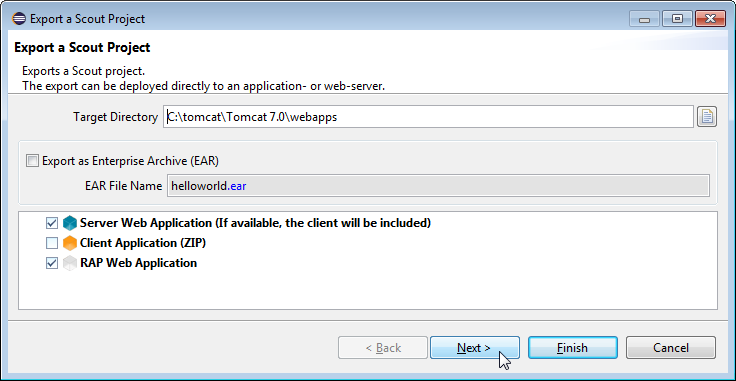 Export a Scout Project
Export a Scout Project
Exports a Scout project.
The export can be deployed directly to an application- or web-server.
Target Directory C:\tomcat\Tomcat 7.0\webapps
Export as Enterprise Archive (EAR)
EAR File Name helloworld.ear
Server Web Application (If available, the client will be included)
Client Application (ZIP)
RAP Web Application
< Back Next > Finish Cancel